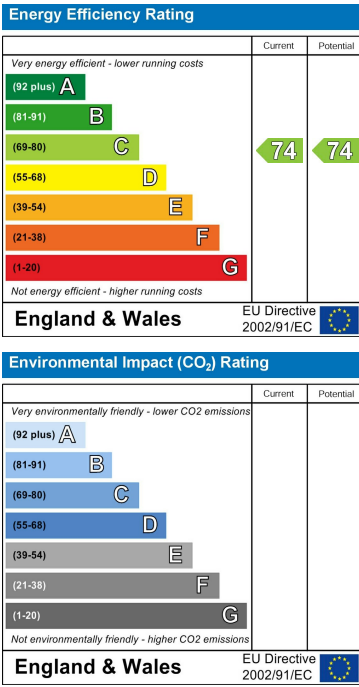 Energy Efficiency Rating
Current Potential
Very energy efficient - lower running costs
(92 plus) A
(81-91) B
(69-80) C 74 74
(55-68) D
(39-54) E
(21-38) F
(1-20) G
Not energy efficient - higher running costs
England & Wales
EU Directive
2002/91/EC
Environmental Impact (CO₂) Rating
Current Potential
Very environmentally friendly - lower CO2 emissions
(92 plus) A
(81-91) B
(69-80) C
(55-68) D
(39-54) E
(21-38) F
(1-20) G
Not environmentally friendly - higher CO2 emissions
England & Wales
EU Directive
2002/91/EC